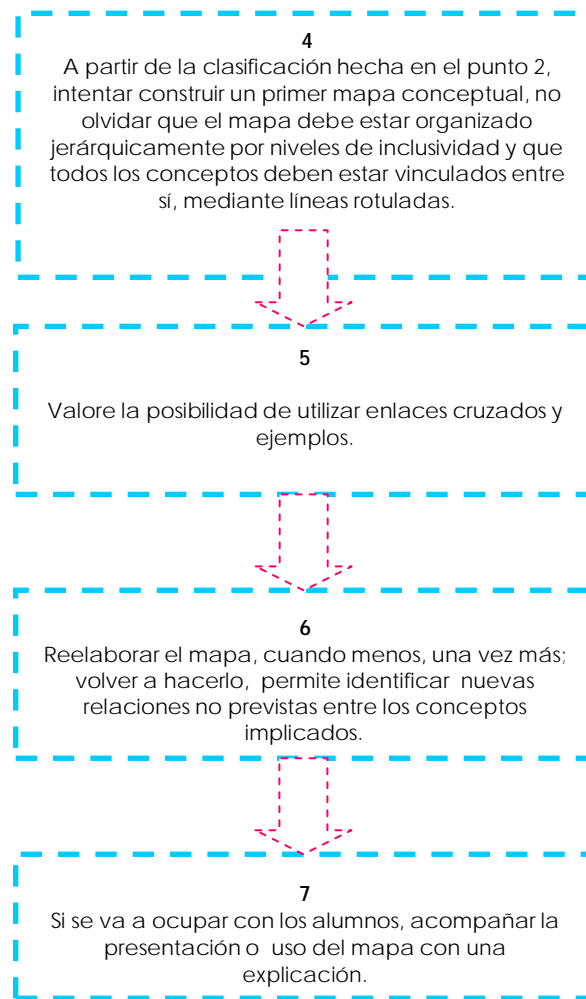 4
A partir de la clasificación hecha en el punto 2,
intentar construir un primer mapa conceptual, no
olvidar que el mapa debe estar organizado
jerárquicamente por niveles de inclusividad y que
todos los conceptos deben estar vinculados entre
sí, mediante líneas rotuladas.
5
Valore la posibilidad de utilizar enlaces cruzados y
ejemplos.
6
Reelaborar el mapa, cuando menos, una vez más;
volver a hacerlo, permite identificar nuevas
relaciones no previstas entre los conceptos
implicados.
7
Si se va a ocupar con los alumnos, acompañar la
presentación o uso del mapa con una
explicación.